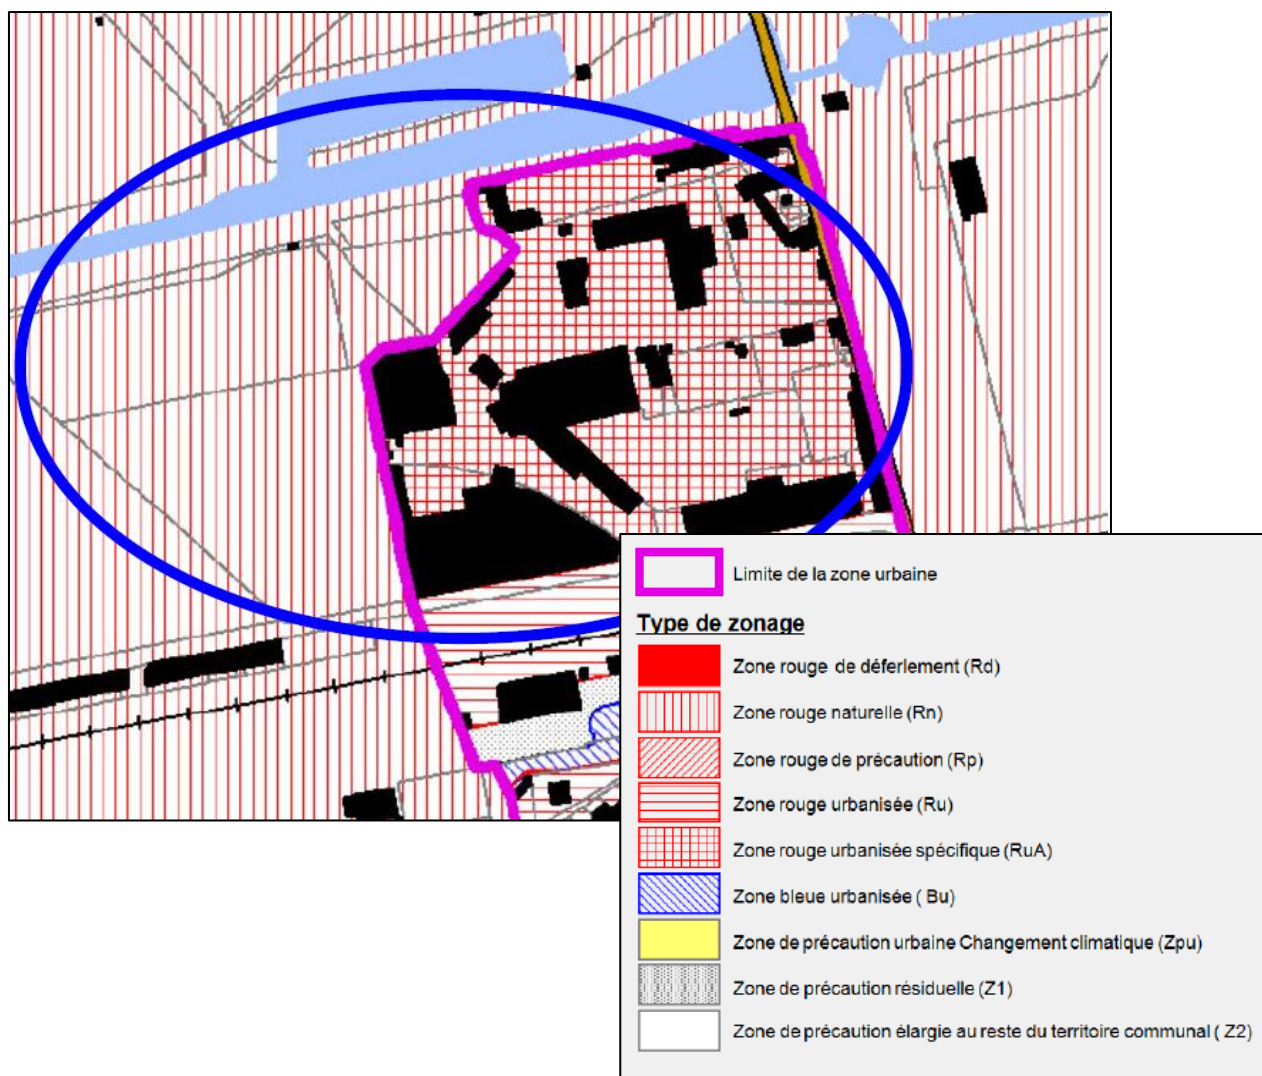 Limite de la zone urbaine
Type de zonage
Zone rouge de déferlement (Rd)
Zone rouge naturelle (Rn)
Zone rouge de précaution (Rp)
Zone rouge urbanisée (Ru)
Zone rouge urbanisée spécifique (RuA)
Zone bleue urbanisée ( Bu)
Zone de précaution urbaine Changement climatique (Zpu)
Zone de précaution résiduelle (Z1)
Zone de précaution élargie au reste du territoire communal ( Z2)